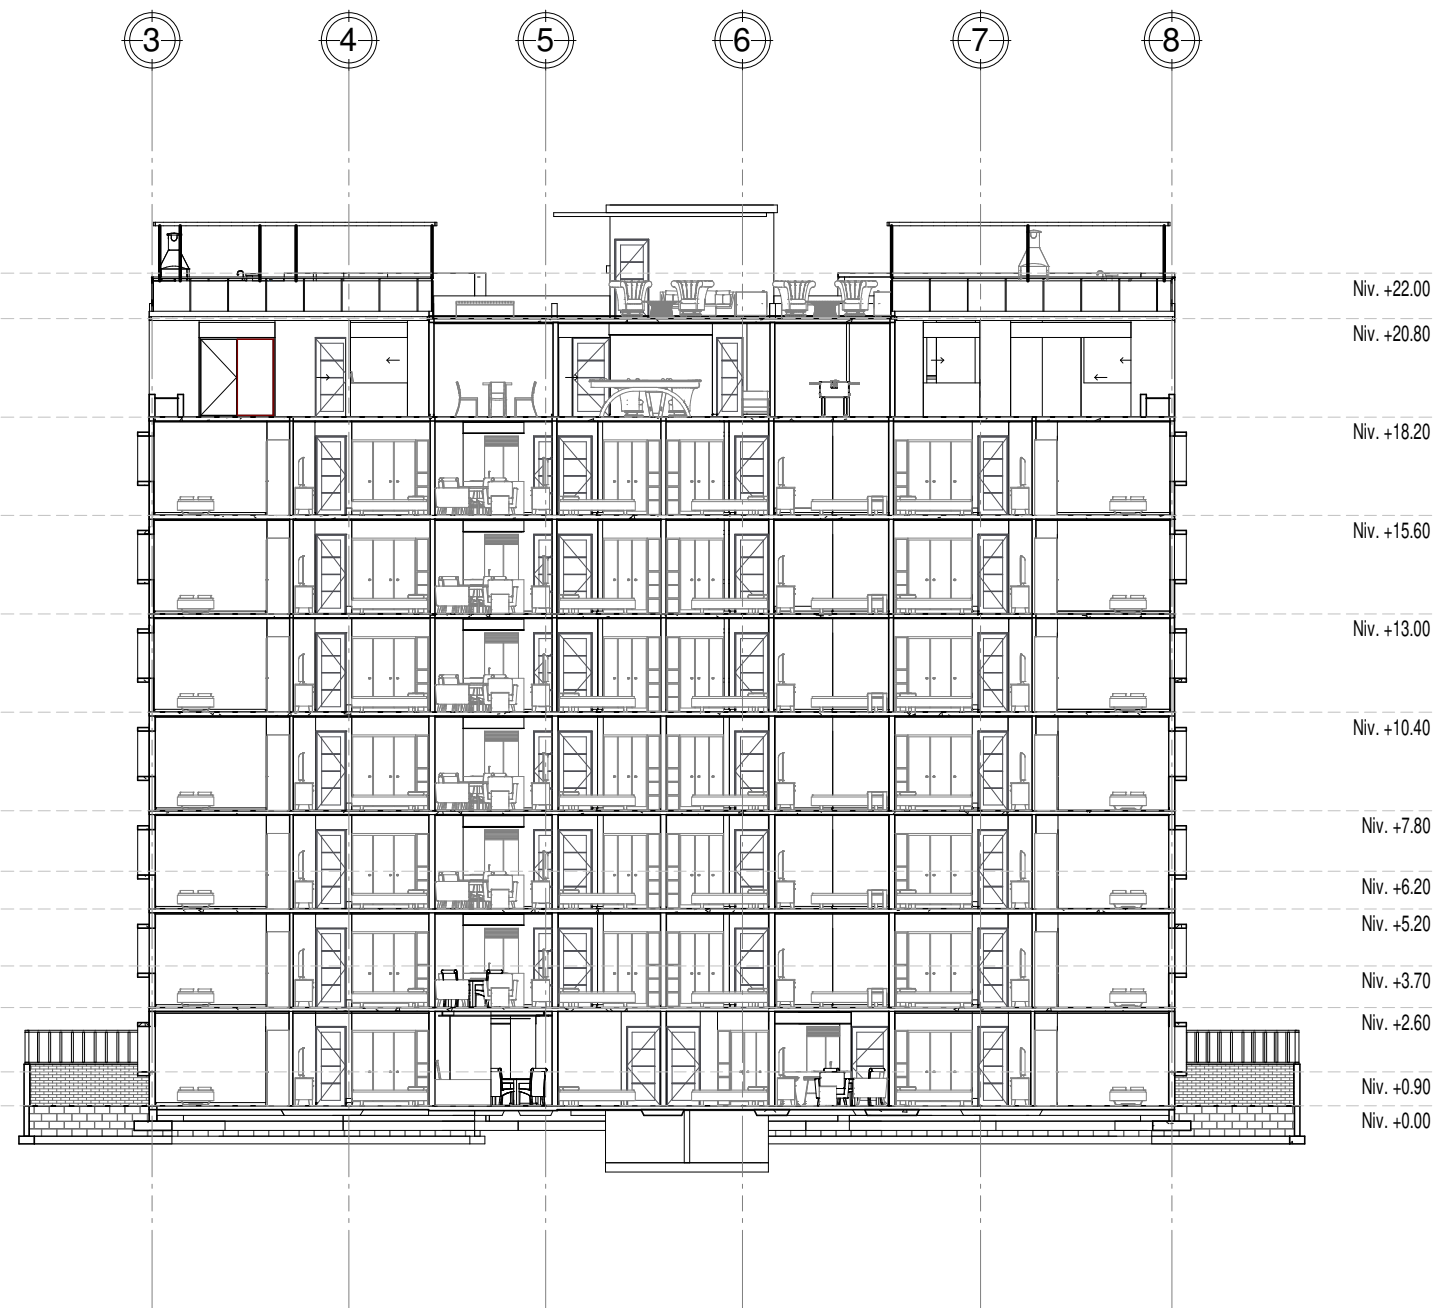 3 4 5 6 7 8
Niv. +22.00
Niv. +20.80
Niv. +18.20
Niv. +15.60
Niv. +13.00
Niv. +10.40
Niv. +7.80
Niv. +6.20
Niv. +5.20
Niv. +3.70
Niv. +2.60
Niv. +0.90
Niv. +0.00